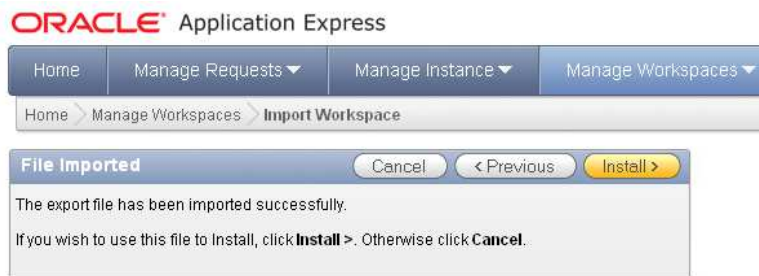 ORACLE Application Express
Home Manage Requests Manage Instance Manage Workspaces
Home Manage Workspaces Import Workspace
File Imported Cancel < Previous Install >
The export file has been imported successfully.
If you wish to use this file to Install, click Install >. Otherwise click Cancel.